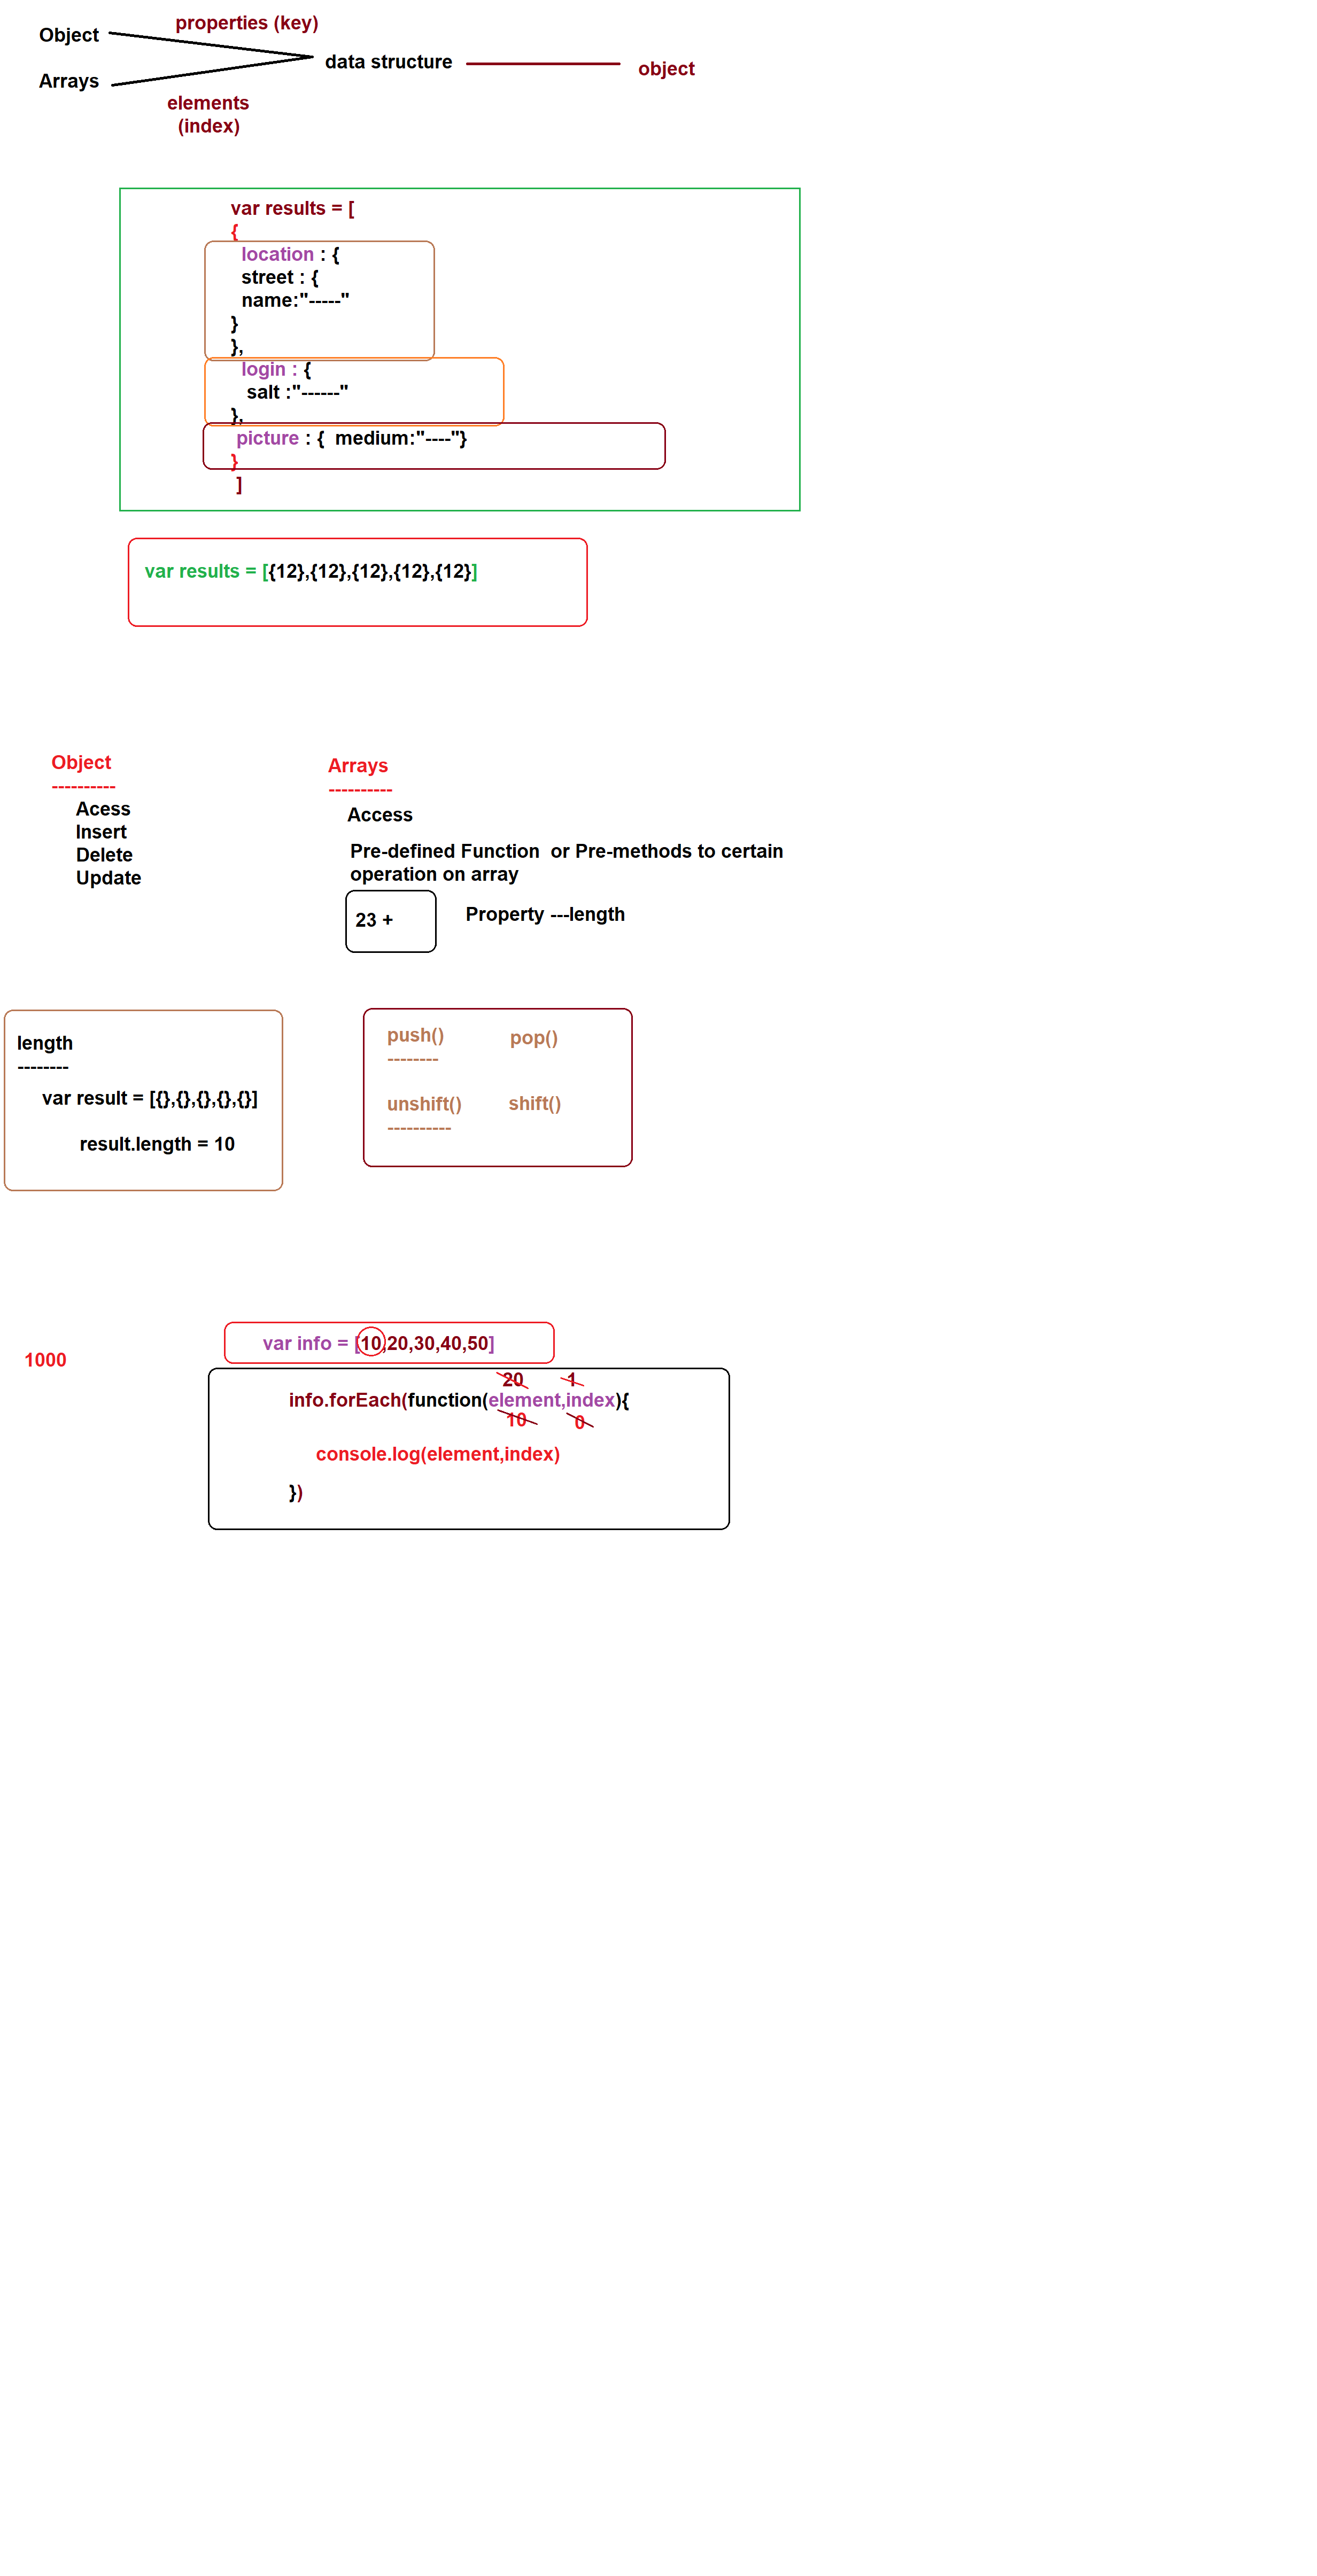 properties (key)
Object
data structure
object
Arrays
elements
(index)
var results = [
{
location : {
street : {
name:"-----"
}
},
login : {
salt :"------"
},
picture : {  medium:"----"}
}
]
var results = [{12},{12},{12},{12},{12}]
Object
----------
Acess
Insert
Delete
Update
Arrays
----------
Access
Pre-defined Function  or Pre-methods to certain
operation on array
23 +
Property ---length
length
--------
var result = [{},{},{},{},{}]
result.length = 10
push()
--------
pop()
unshift()
----------
shift()
1000
var info = [10,20,30,40,50]
20
1
info.forEach(function(element,index){
10
0
console.log(element,index)
})